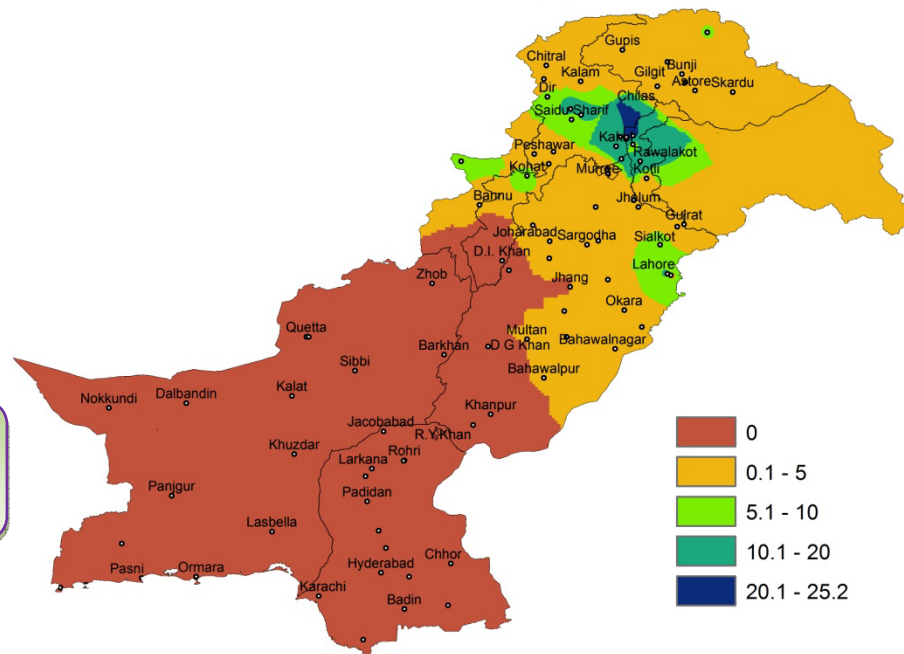 Gupis
Chitral
Bunji
Kalam
Gilgit
Astore
Skardu
Dir
Chilas
Saidu Sharif
Peshawar
Rawalakot
Kohat
Kotli
Bannu
Jhelum
Gujrat
Joharabad
Sargodha
Sialkot
D.I. Khan
Lahore
Zhob
Jhang
Okara
Quetta
Multan
Barkhan
D G Khan
Bahawalnagar
Sibbi
Bahawalpur
Dalbandin
Kalat
Nokkundi
Khanpur
Jacobabad
R.Y.Khan
Khuzdar
Rohri
Larkana
Panjgur
Padidan
Lasbella
Chhor
Hyderabad
Pasni
Ormara
Karachi
Badin
0
0.1 - 5
5.1 - 10
10.1 - 20
20.1 - 25.2